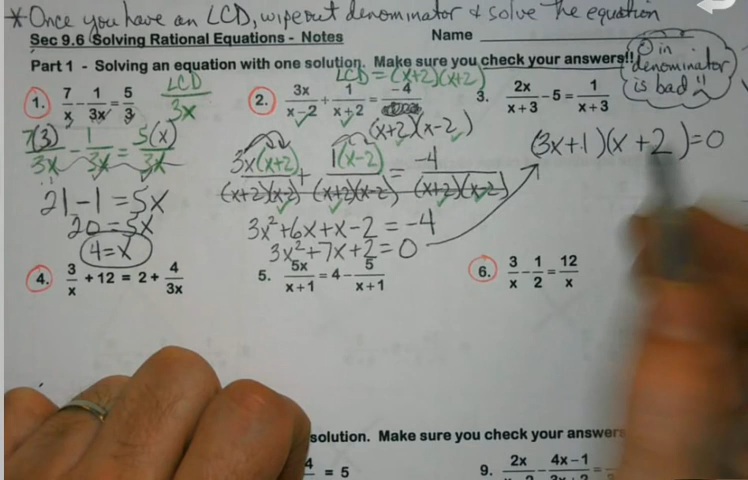 *Once you have an LCD, wipe out denominator & solve the equation
Sec 9.6 Solving Rational Equations - Notes Name
Part 1 - Solving an equation with one solution. Make sure you check your answers!!
0 in denominator is bad!!
1. 7/x - 1/3x = 5/3
LCD
3x
7(3)/3x - 1/3x = 5(x)/3x
21 - 1 = 5x
20 = 5x
4 = x
LCD = (x+2)(x+2)
2. 3x/(x-2) + 1/(x+2) = -4
(x+2)(x-2)
3x(x+2)/(x+2)(x-2) + 1(x-2)/(x+2)(x-2) = -4/(x+2)(x-2)
3x²+6x+x-2 = -4
3x²+7x+2 = 0
3. 2x/(x+3) - 5 = 1/(x+3)
(3x+1)(x+2)=0
4. 3/x + 12 = 2 + 4/3x
5. 5x/(x+1) = 4 - 5/(x+1)
6. 3/x - 1/2 = 12/x
solution. Make sure you check your answer
4 = 5
9. 2x - 4x-1 =